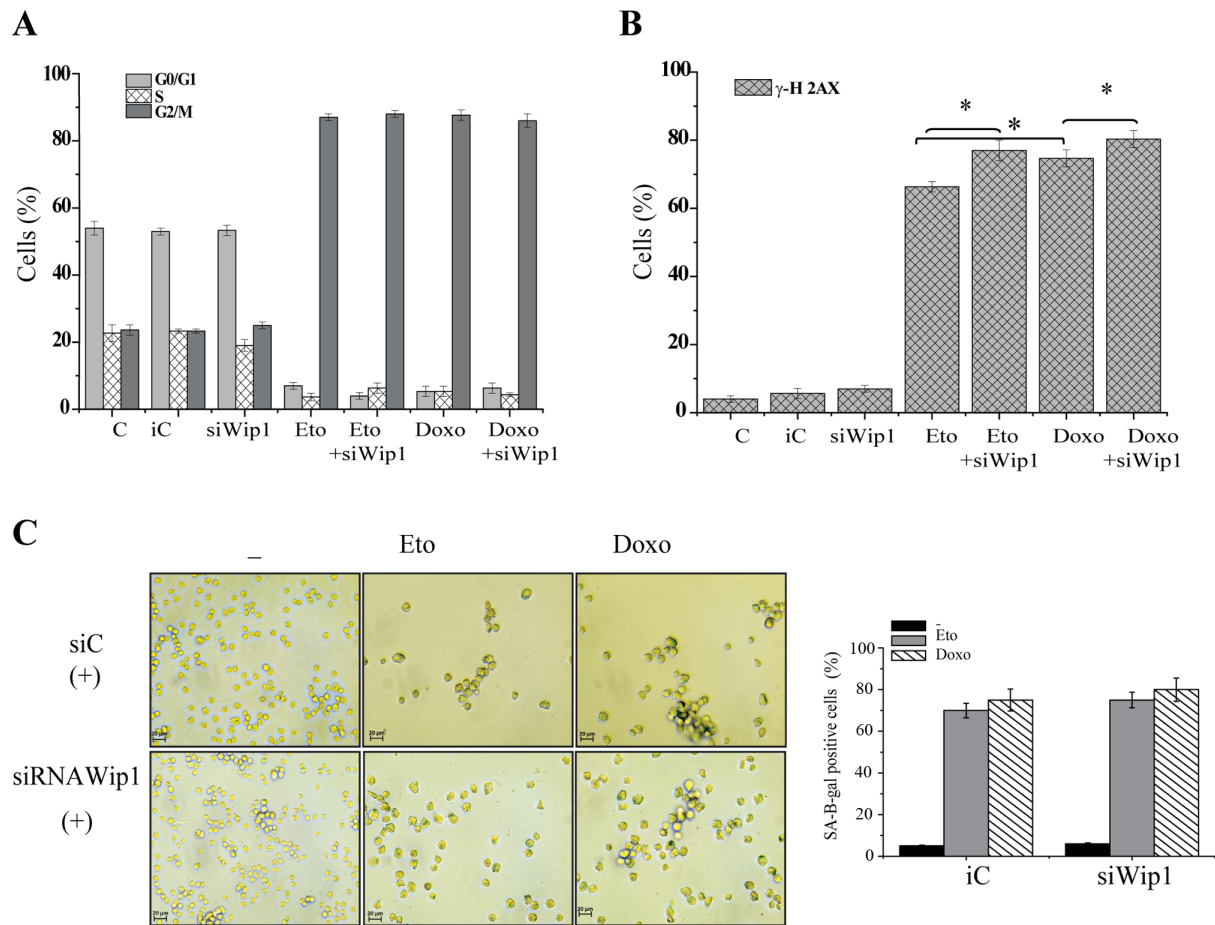 A
G0/G1
S
G2/M
100
80
60
40
20
0
Cells (%)
C iC siWip1 Eto Eto +siWip1 Doxo Doxo +siWip1
B
γ-H 2AX
100
80
60
40
20
0
Cells (%)
* * *
C iC siWip1 Eto Eto +siWip1 Doxo Doxo +siWip1
C
– Eto Doxo
siC
(+)
20 µm 20 µm 20 µm
siRNAWip1
(+)
20 µm 20 µm 20 µm
-
Eto
Doxo
100
80
60
40
20
0
SA-B-gal positive cells (%)
iC siWip1